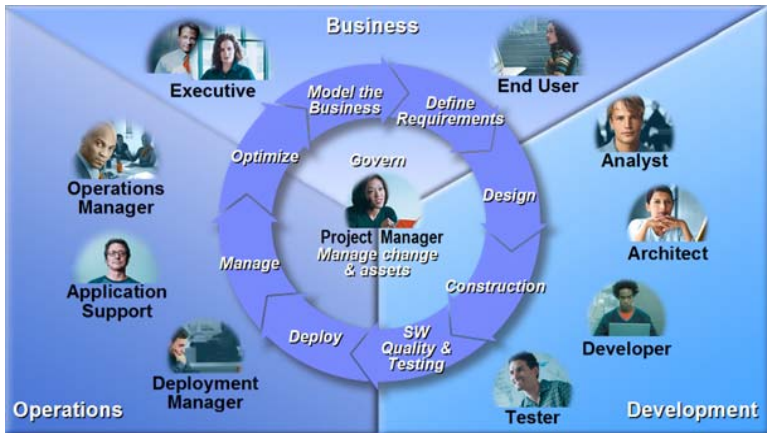 Business
Executive
End User
Model the
Business
Define
Requirements
Optimize
Govern
Analyst
Operations
Manager
Design
Project Manager
Manage change
& assets
Architect
Manage
Construction
Application
Support
Deploy
SW
Quality &
Testing
Developer
Deployment
Manager
Tester
Operations
Development